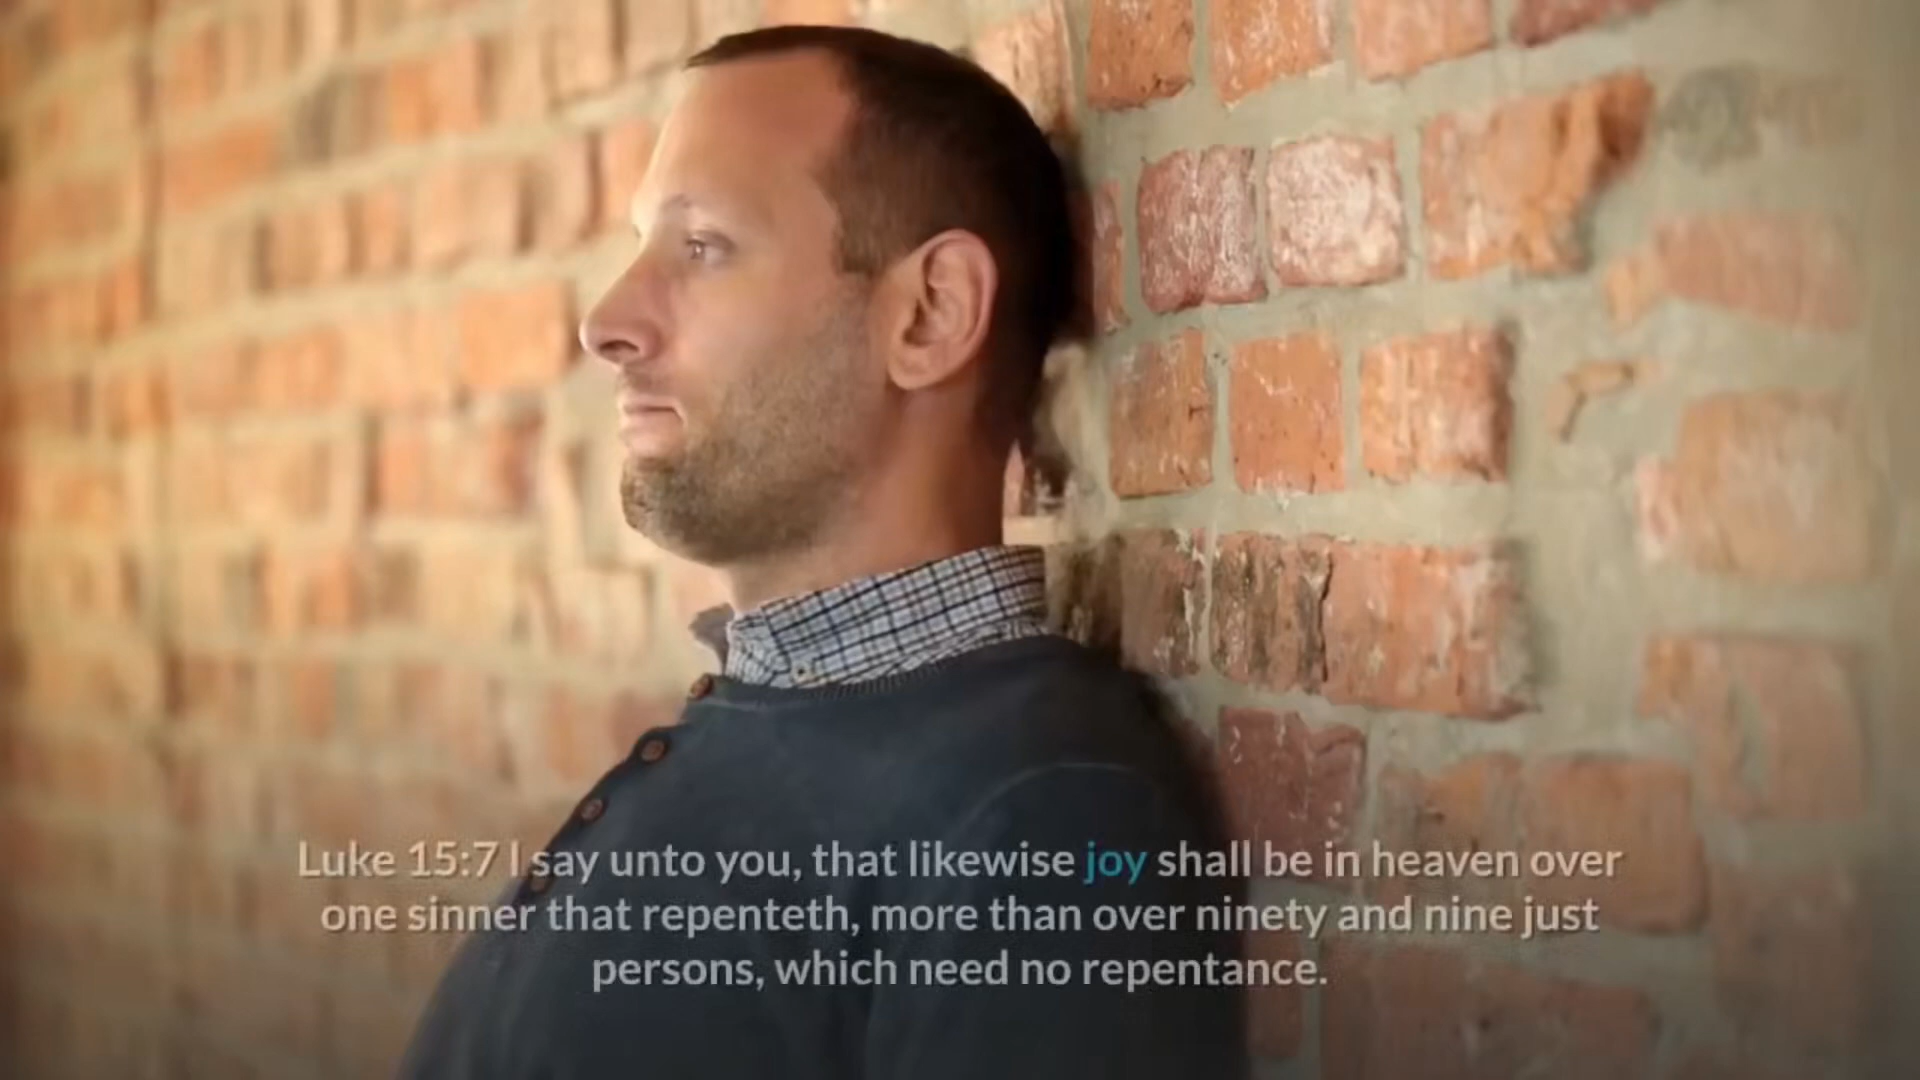 Luke 15:7 I say unto you, that likewise joy shall be in heaven over
one sinner that repenteth, more than over ninety and nine just
persons, which need no repentance.